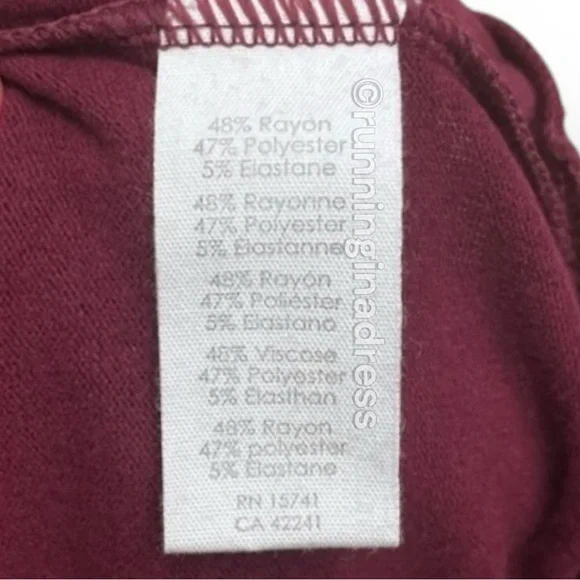 48% Rayon
47% Polyester
5% Elastane
48% Rayonne
47% Polyester
5% Elastanne
48% Rayón
47% Poliéster
5% Elastano
48% Viscose
47% Polyester
5% Elasthan
48% Rayon
47% polyester
5% Elastane
RN 15741
CA 42241
©runninginadress